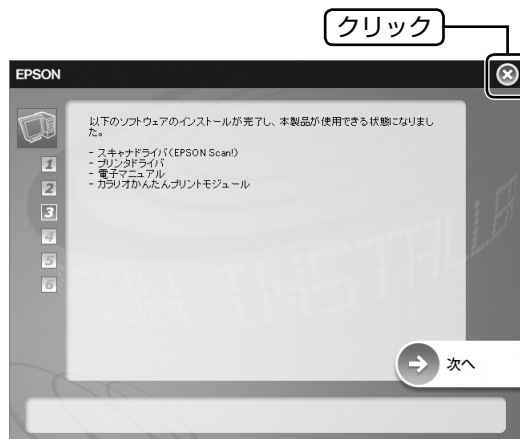 クリック
EPSON
以下のソフトウェアのインストールが完了し、本製品が使用できる状態になりまし
た。
- スキャナドライバ(EPSON Scan!)
- プリンタドライバ
- 電子マニュアル
- カラリオかんたんプリントモジュール
1
2
3
4
5
6
EPSON INSTALLER
次へ